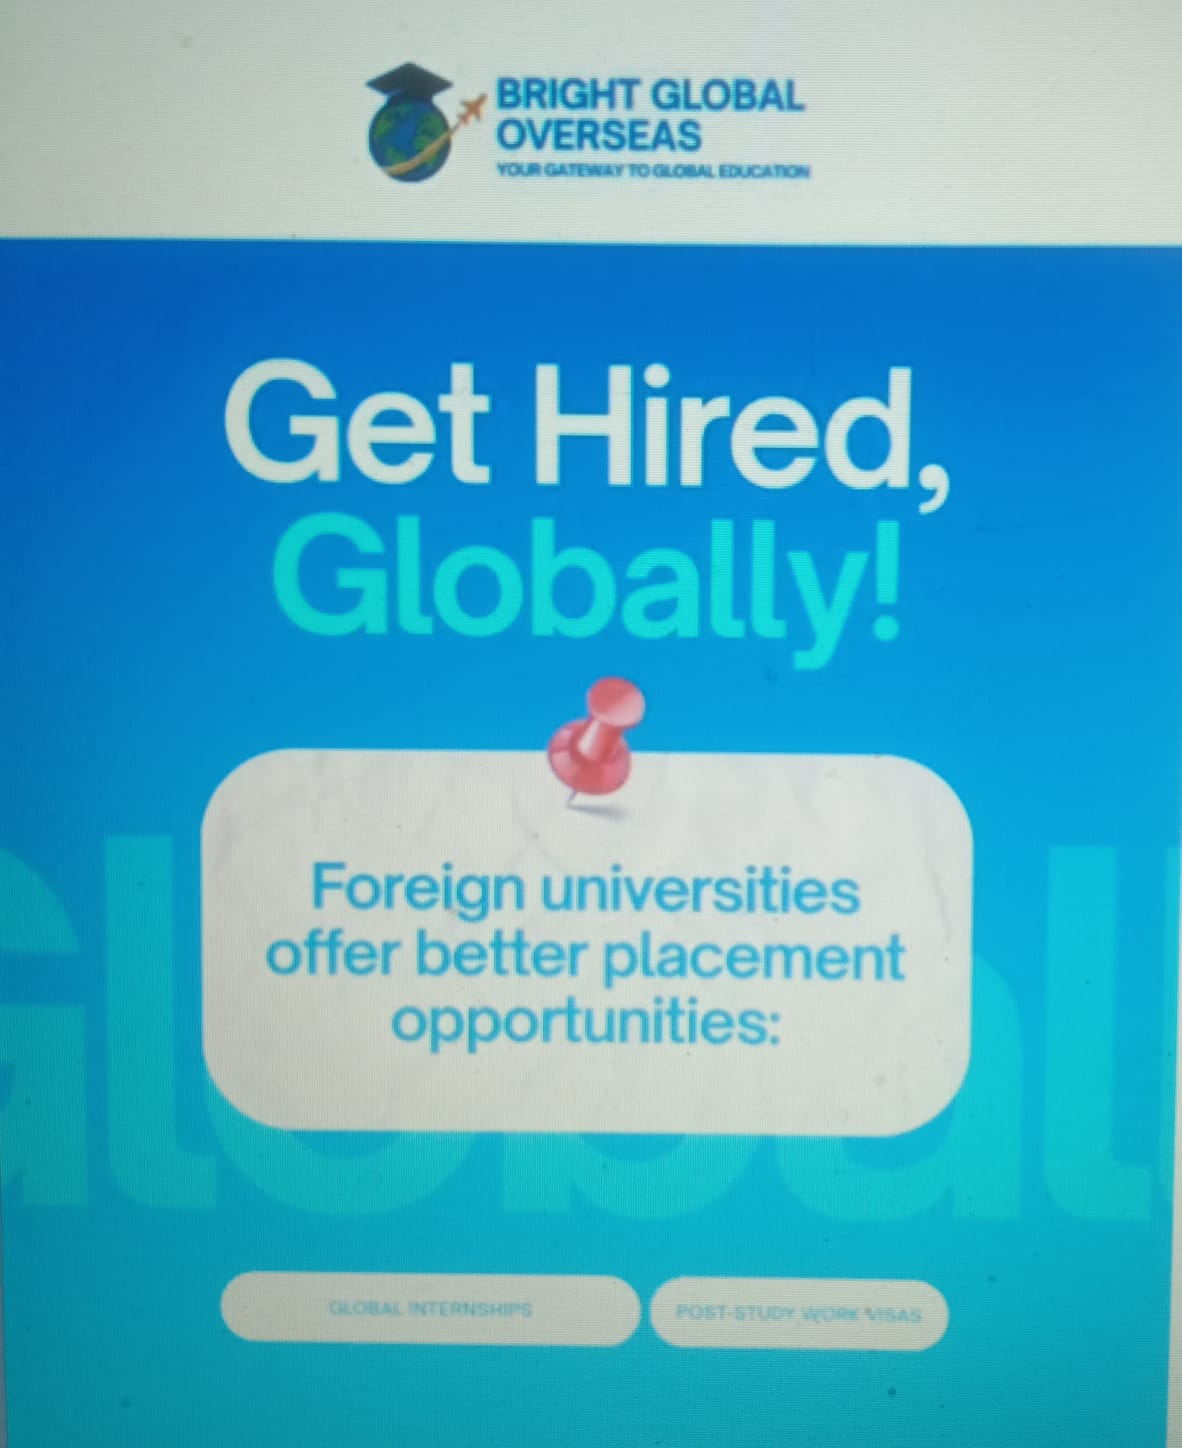 BRIGHT GLOBAL
OVERSEAS
YOUR GATEWAY TO GLOBAL EDUCATION
Get Hired,
Globally!
Foreign universities
offer better placement
opportunities:
GLOBAL INTERNSHIPS
POST-STUDY WORK VISAS
Global